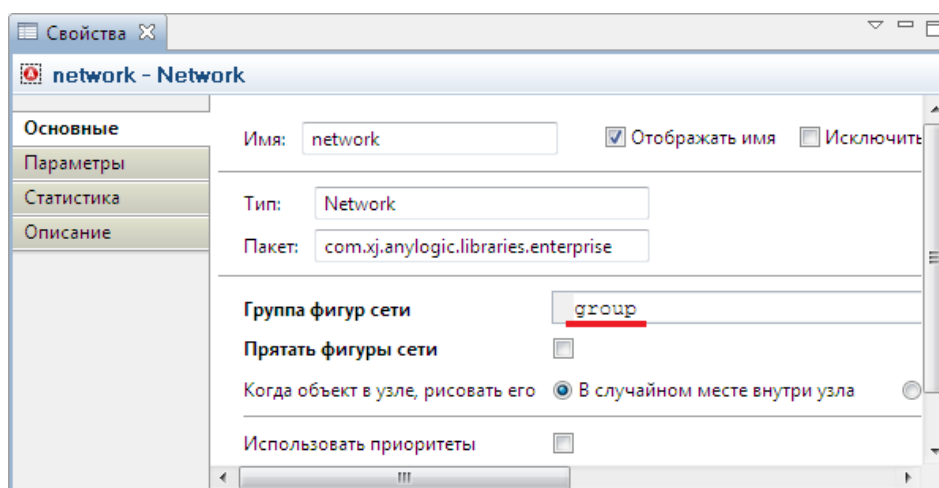 Свойства
network - Network
Основные
Параметры
Статистика
Описание
Имя: network Отображать имя Исключить
Тип: Network
Пакет: com.xj.anylogic.libraries.enterprise
Группа фигур сети group
Прятать фигуры сети
Когда объект в узле, рисовать его В случайном месте внутри узла
Использовать приоритеты